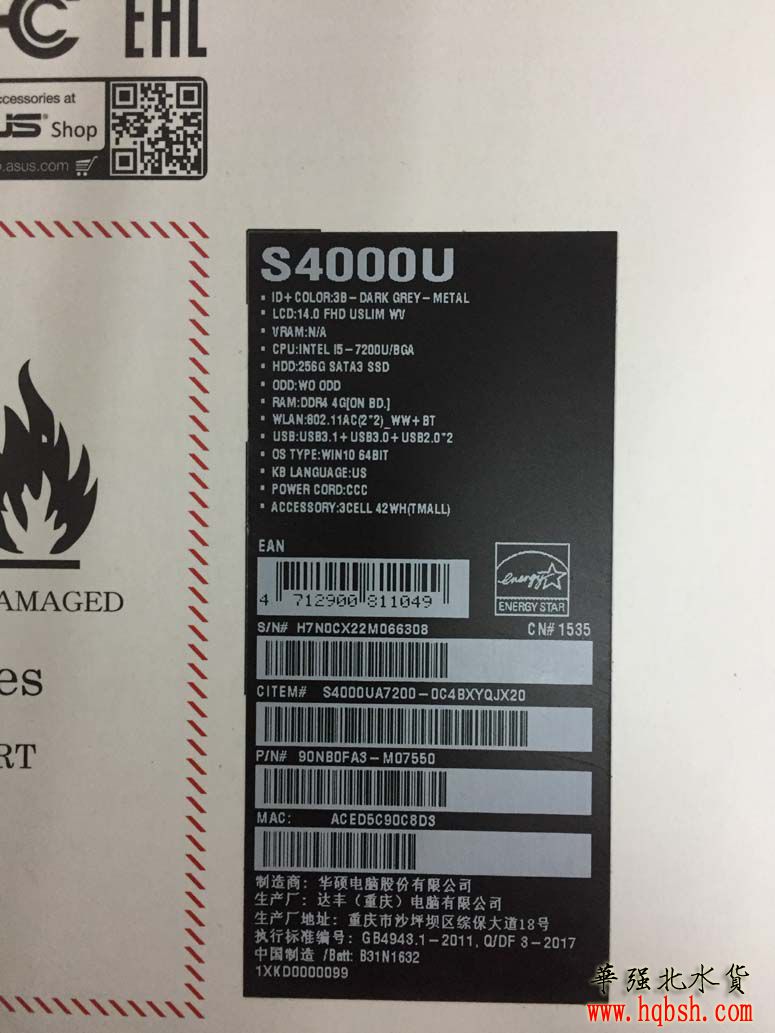 EAC
ccessories at
US Shop
p.asus.com
S4000U
▪ ID+COLOR:3B-DARK GREY-METAL
▪ LCD:14.0 FHD USLIM WV
▪ VRAM:N/A
▪ CPU:INTEL I5-7200U/BGA
▪ HDD:256G SATA3 SSD
▪ ODD:WO ODD
▪ RAM:DDR4 4G[ON BD.]
▪ WLAN:802.11AC(2*2)_WW+BT
▪ USB:USB3.1+USB3.0+USB2.0*2
▪ OS TYPE:WIN10 64BIT
▪ KB LANGUAGE:US
▪ POWER CORD:CCC
▪ ACCESSORY:3CELL 42WH(TMALL)
EAN
4 712900 811049
energy
ENERGY STAR
S/N# H7N0CX22M066308 CN# 1535
CITEM# S4000UA7200-0C4BXYQJX20
P/N# 90NB0FA3-M07550
MAC: ACED5C90C8D3
制造商: 华硕电脑股份有限公司
生产厂: 达丰（重庆）电脑有限公司
生产厂地址: 重庆市沙坪坝区综保大道18号
执行标准编号: GB4943.1-2011, Q/DF 3-2017
中国制造 /Batt: B31N1632
1XKD0000099
AMAGED
es
RT
華强北水貨
www.hqbsh.com